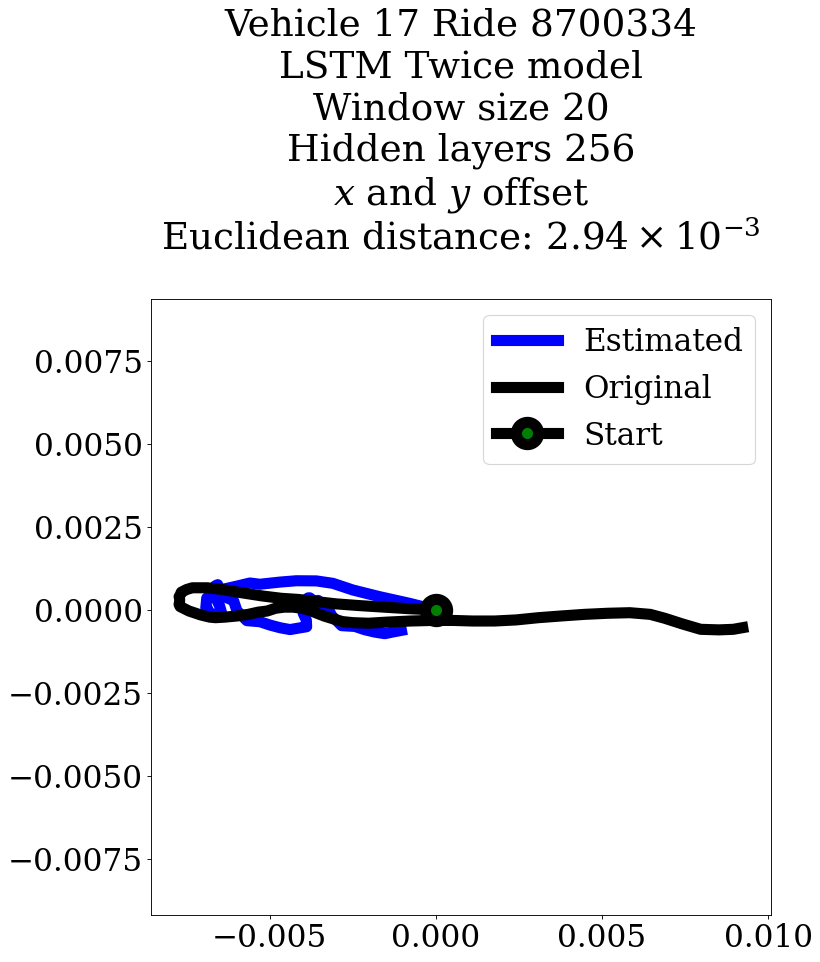 Vehicle 17 Ride 8700334
LSTM Twice model
Window size 20
Hidden layers 256
x and y offset
Euclidean distance: 2.94 × 10⁻³
Estimated
Original
Start
0.0075
0.0050
0.0025
0.0000
−0.0025
−0.0050
−0.0075
−0.005 0.000 0.005 0.010